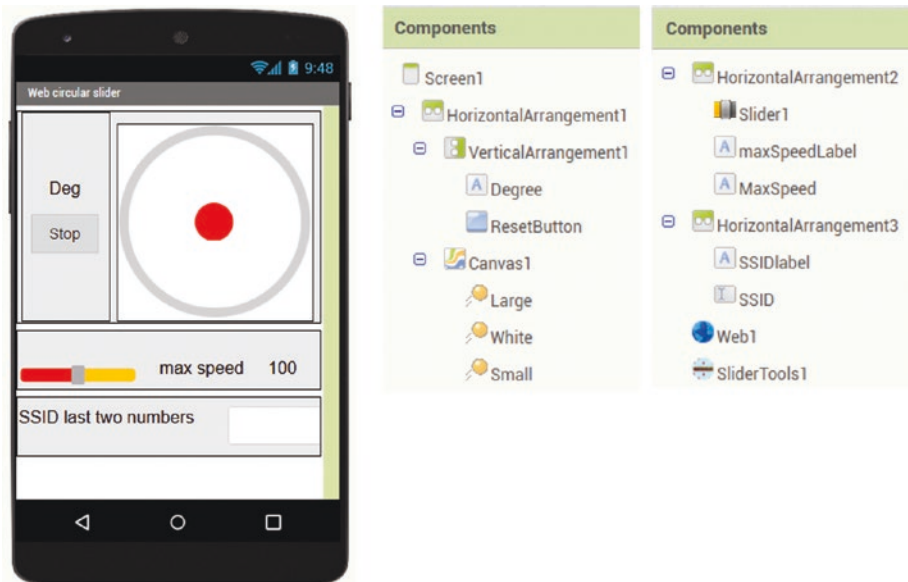 9:48
Web circular slider
Deg
Stop
max speed 100
SSID last two numbers
Components
Screen1
HorizontalArrangement1
VerticalArrangement1
A Degree
ResetButton
Canvas1
Large
White
Small
Components
HorizontalArrangement2
Slider1
A maxSpeedLabel
A MaxSpeed
HorizontalArrangement3
A SSIDlabel
SSID
Web1
SliderTools1